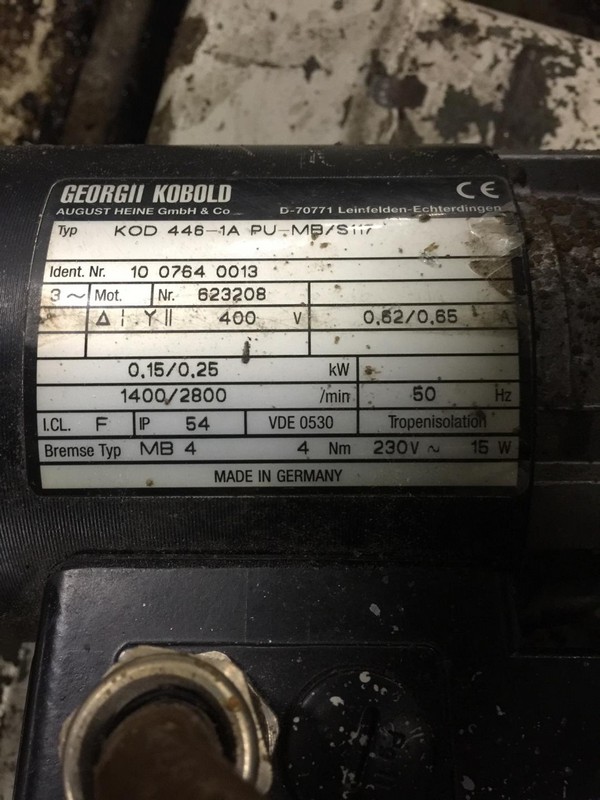 GEORGII KOBOLD CE
AUGUST HEINE GmbH & Co D-70771 Leinfelden-Echterdingen
Typ KOD 446-1A PU-MB/S117
Ident. Nr. 10 0764 0013
3 ~ Mot. Nr. 623208
Δ | . Y || 400 V 0,62/0,65 A
0,15/0,25 kW
1400/2800 /min 50 Hz
I.CL. F IP 54 VDE 0530 Tropenisolation
Bremse Typ MB 4 4 Nm 230V ~ 15 W
MADE IN GERMANY